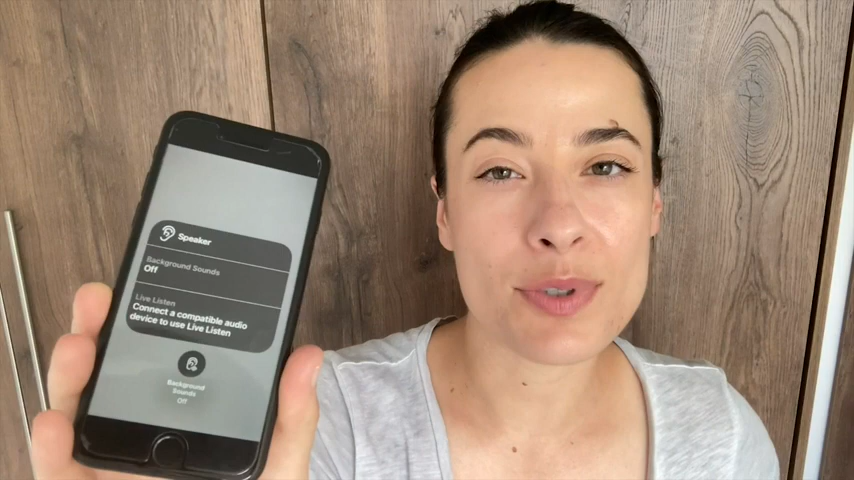 Speaker
Background Sounds
Off
Live Listen
Connect a compatible audio
device to use Live Listen
Background
Sounds
Off